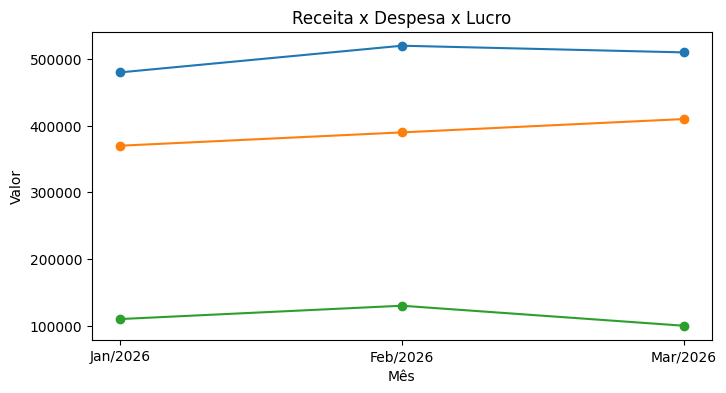 Receita x Despesa x Lucro
500000
400000
300000
200000
100000
Valor
Jan/2026 Feb/2026 Mar/2026
Mês